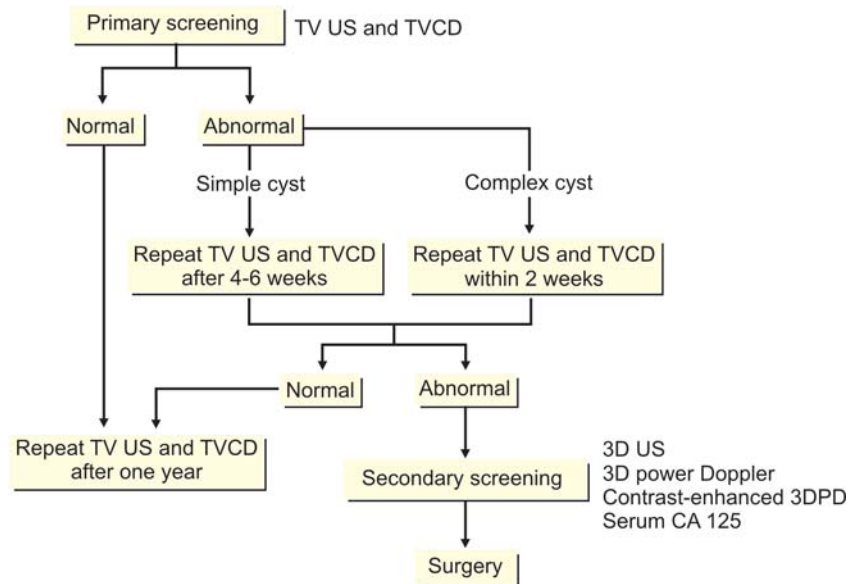 Primary screening
TV US and TVCD
Normal
Abnormal
Simple cyst
Complex cyst
Repeat TV US and TVCD
after 4-6 weeks
Repeat TV US and TVCD
within 2 weeks
Normal
Abnormal
Repeat TV US and TVCD
after one year
Secondary screening
3D US
3D power Doppler
Contrast-enhanced 3DPD
Serum CA 125
Surgery